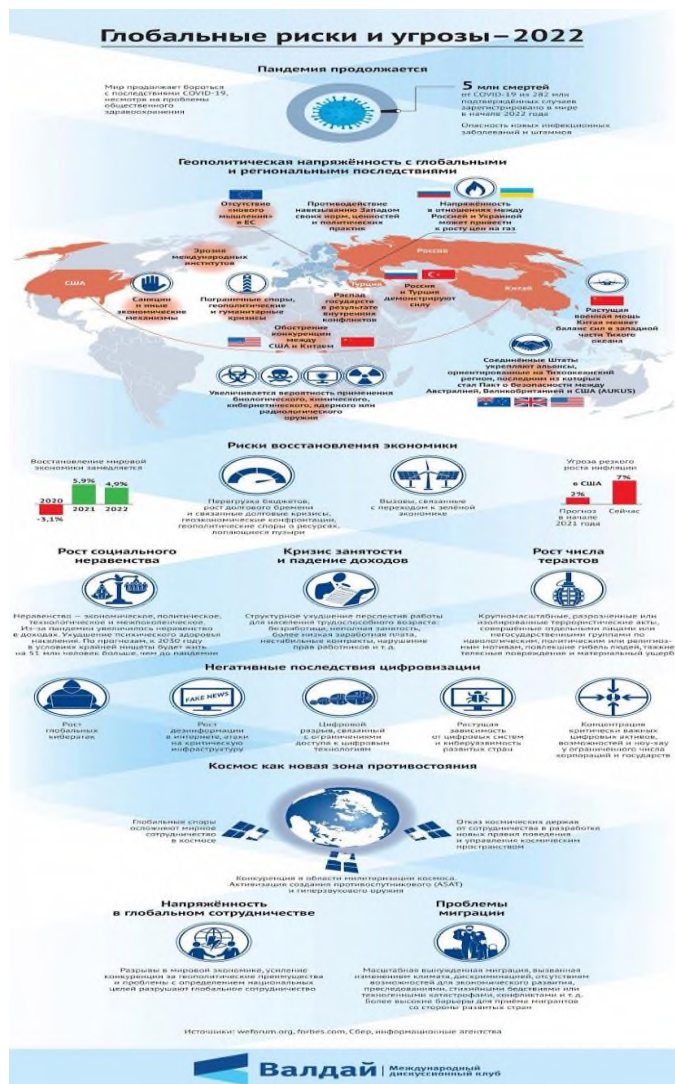 Глобальные риски и угрозы – 2022
Пандемия продолжается
Мир продолжает бороться
с последствиями COVID-19,
несмотря на проблемы
общественного
здравоохранения
5 млн смертей
от COVID-19 из 282 млн
подтверждённых случаев
зарегистрировано в мире
в начале 2022 года
Опасность новых инфекционных
заболеваний и штаммов
Геополитическая напряжённость с глобальными
и региональными последствиями
Отсутствие
«нового
мышления»
в ЕС
Противодействие
навязыванию Западом
своих норм, ценностей
и политических
практик
Напряжённость
в отношениях между
Россией и Украиной
может привести
к росту цен на газ
Эрозия
международных
институтов
Россия
США
Турция
Китай
Санкции
и иные
экономические
механизмы
Пограничные споры,
геополитические
и гуманитарные
кризисы
Распад
государств
в результате
внутренних
конфликтов
Россия
и Турция
демонстрируют
силу
Растущая
военная мощь
Китая меняет
баланс сил в западной
части Тихого
океана
Обострение
конкуренции
между
США и Китаем
Соединённые Штаты
укрепляют альянсы,
ориентированные на Тихоокеанский
регион, последним из которых
стал Пакт о безопасности между
Австралией, Великобританией и США (AUKUS)
Увеличивается вероятность применения
биологического, химического,
кибернетического, ядерного или
радиологического
оружия
Риски восстановления экономики
Восстановление мировой
экономики замедляется
5,9%
4,9%
2020
-3,1%
2021
2022
Перегрузка бюджетов,
рост долгового бремени
и связанные долговые кризисы,
геоэкономические конфронтации,
геополитические споры о ресурсах,
лопающиеся пузыри
Вызовы, связанные
с переходом к зелёной
экономике
Угроза резкого
роста инфляции
в США
7%
2%
Прогноз
в начале
2021 года
Сейчас
Рост социального
неравенства
Неравенство — экономическое, политическое,
технологическое и межпоколенческое.
Из-за пандемии увеличилось неравенство
в доходах. Ухудшение психического здоровья
населения. По прогнозам, к 2030 году
в условиях крайней нищеты будет жить
на 51 млн человек больше, чем до пандемии
Кризис занятости
и падение доходов
Структурное ухудшение перспектив работы
для населения трудоспособного возраста:
безработица, неполная занятость,
более низкая заработная плата,
нестабильные контракты, нарушение
прав работников и т.д.
Рост числа
терактов
Крупномасштабные, разрозненные или
изолированные террористические акты,
совершённые отдельными лицами или
негосударственными группами по
идеологическим, политическим или религиоз-
ным мотивам, повлекшие гибель людей, тяжкие
телесные повреждения и материальный ущерб
Негативные последствия цифровизации
FAKE NEWS
Рост
глобальных
кибератак
Рост
дезинформации
в интернете, атаки
на критическую
инфраструктуру
Цифровой
разрыв, связанный
с ограничениями
доступа к цифровым
технологиям
Растущая
зависимость
от цифровых систем
и киберуязвимость
развитых стран
Концентрация
критически важных
цифровых активов,
возможностей и ноу-хау
у ограниченного числа
корпораций и государств
Космос как новая зона противостояния
Глобальные споры
осложняют мирное
сотрудничество
в космосе
Отказ космических держав
от сотрудничества в разработке
новых правил поведения
и управления космическим
пространством
Конкуренция в области милитаризации космоса.
Активизация создания противоспутникового (ASAT)
и гиперзвукового оружия
Напряжённость
в глобальном сотрудничестве
Разрывы в мировой экономике, усиление
конкуренции за геополитические преимущества
и проблемы с определением национальных
целей разрушают глобальное сотрудничество
Проблемы
миграции
Масштабная вынужденная миграция, вызванная
изменением климата, дискриминацией, отсутствием
возможностей для экономического развития,
преследованиями, стихийными бедствиями или
техногенными катастрофами, конфликтами и т.д.
Более высокие барьеры для приёма мигрантов
со стороны развитых стран
Источники: weforum.org, forbes.com, Сбер, информационные агентства
Валдай | Международный
дискуссионный клуб